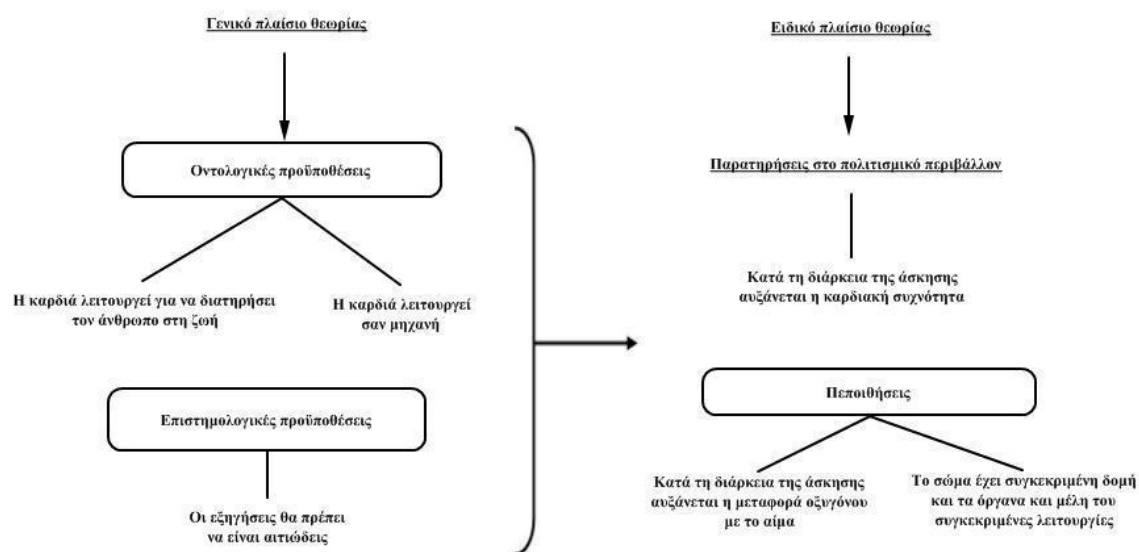 Γενικό πλαίσιο θεωρίας
Οντολογικές προϋποθέσεις
Η καρδιά λειτουργεί για να διατηρήσει
τον άνθρωπο στη ζωή
Η καρδιά λειτουργεί
σαν μηχανή
Επιστημολογικές προϋποθέσεις
Οι εξηγήσεις θα πρέπει
να είναι αιτιώδεις
Ειδικό πλαίσιο θεωρίας
Παρατηρήσεις στο πολιτισμικό περιβάλλον
Κατά τη διάρκεια της άσκησης
αυξάνεται η καρδιακή συχνότητα
Πεποιθήσεις
Κατά τη διάρκεια της άσκησης
αυξάνεται η μεταφορά οξυγόνου
με το αίμα
Το σώμα έχει συγκεκριμένη δομή
και τα όργανα και μέλη του
συγκεκριμένες λειτουργίες